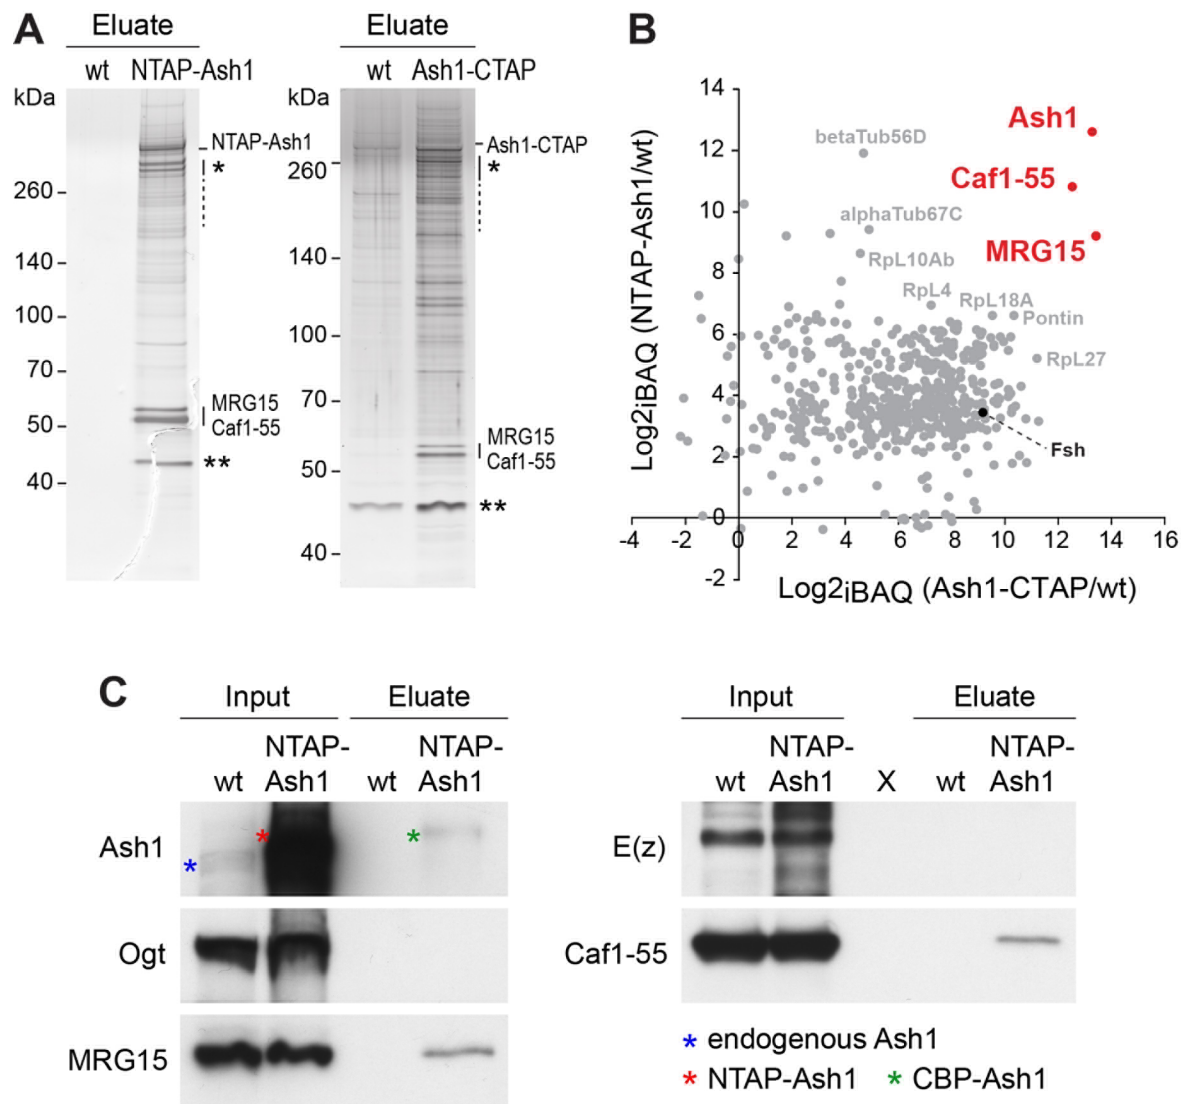 A
Eluate
wt NTAP-Ash1
kDa
NTAP-Ash1
*
260
140
100
70
50
40
MRG15
Caf1-55
**
Eluate
wt Ash1-CTAP
kDa
Ash1-CTAP
*
260
140
100
70
50
40
MRG15
Caf1-55
**
B
Log2iBAQ (NTAP-Ash1/wt)
14
12
10
8
6
4
2
0
-2
betaTub56D
Ash1
Caf1-55
alphaTub67C
MRG15
RpL10Ab
RpL4
RpL18A
Pontin
RpL27
Fsh
-4 -2 0 2 4 6 8 10 12 14 16
Log2iBAQ (Ash1-CTAP/wt)
C
Input Eluate
NTAP- NTAP-
wt Ash1 wt Ash1
Ash1
* * *
Ogt
MRG15
Input Eluate
NTAP- NTAP-
wt Ash1 X wt Ash1
E(z)
Caf1-55
* endogenous Ash1
* NTAP-Ash1 * CBP-Ash1